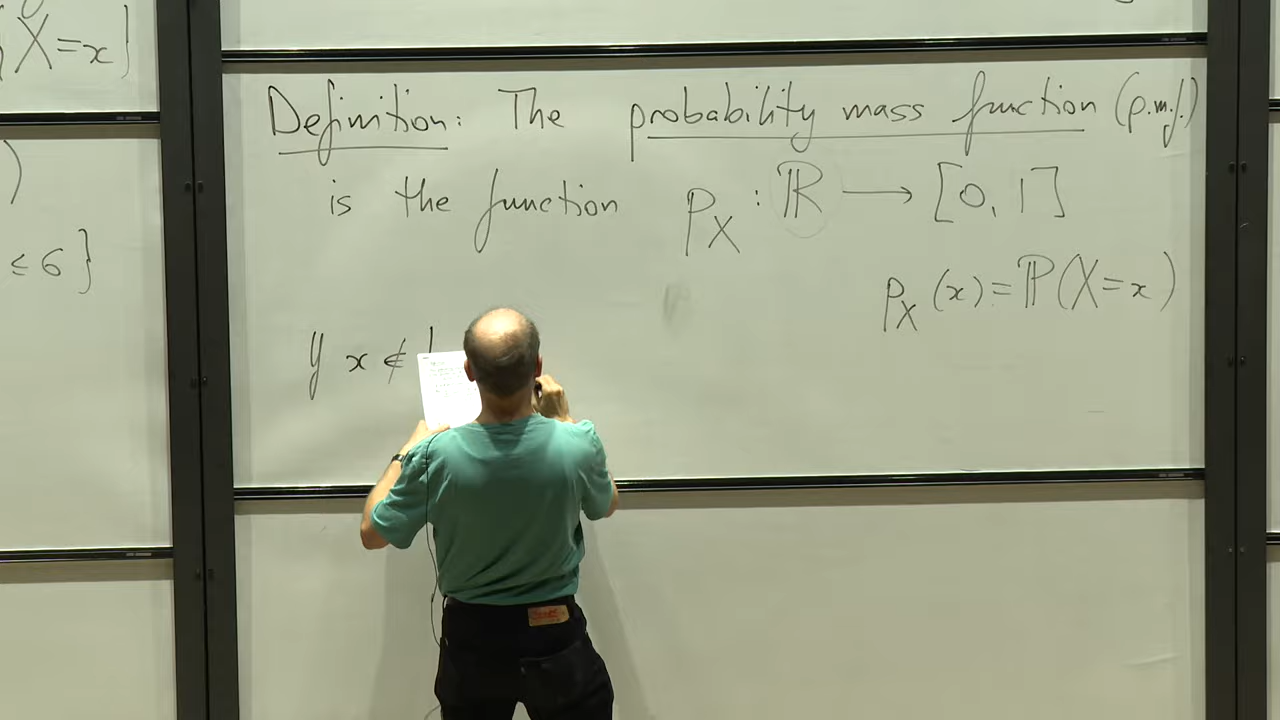 X=x}
≤6}
Definition: The probability mass function (p.m.f.)
is the function p_X : ℝ ⟶ [0,1]
p_X(x)=ℙ(X=x)
If x ∉